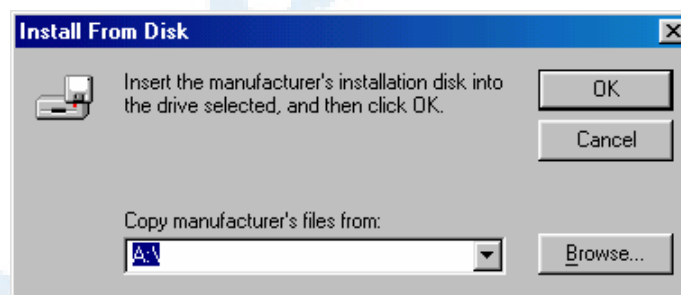 Install From Disk
Insert the manufacturer's installation disk into
the drive selected, and then click OK.
OK
Cancel
Copy manufacturer's files from:
A:\
Browse...